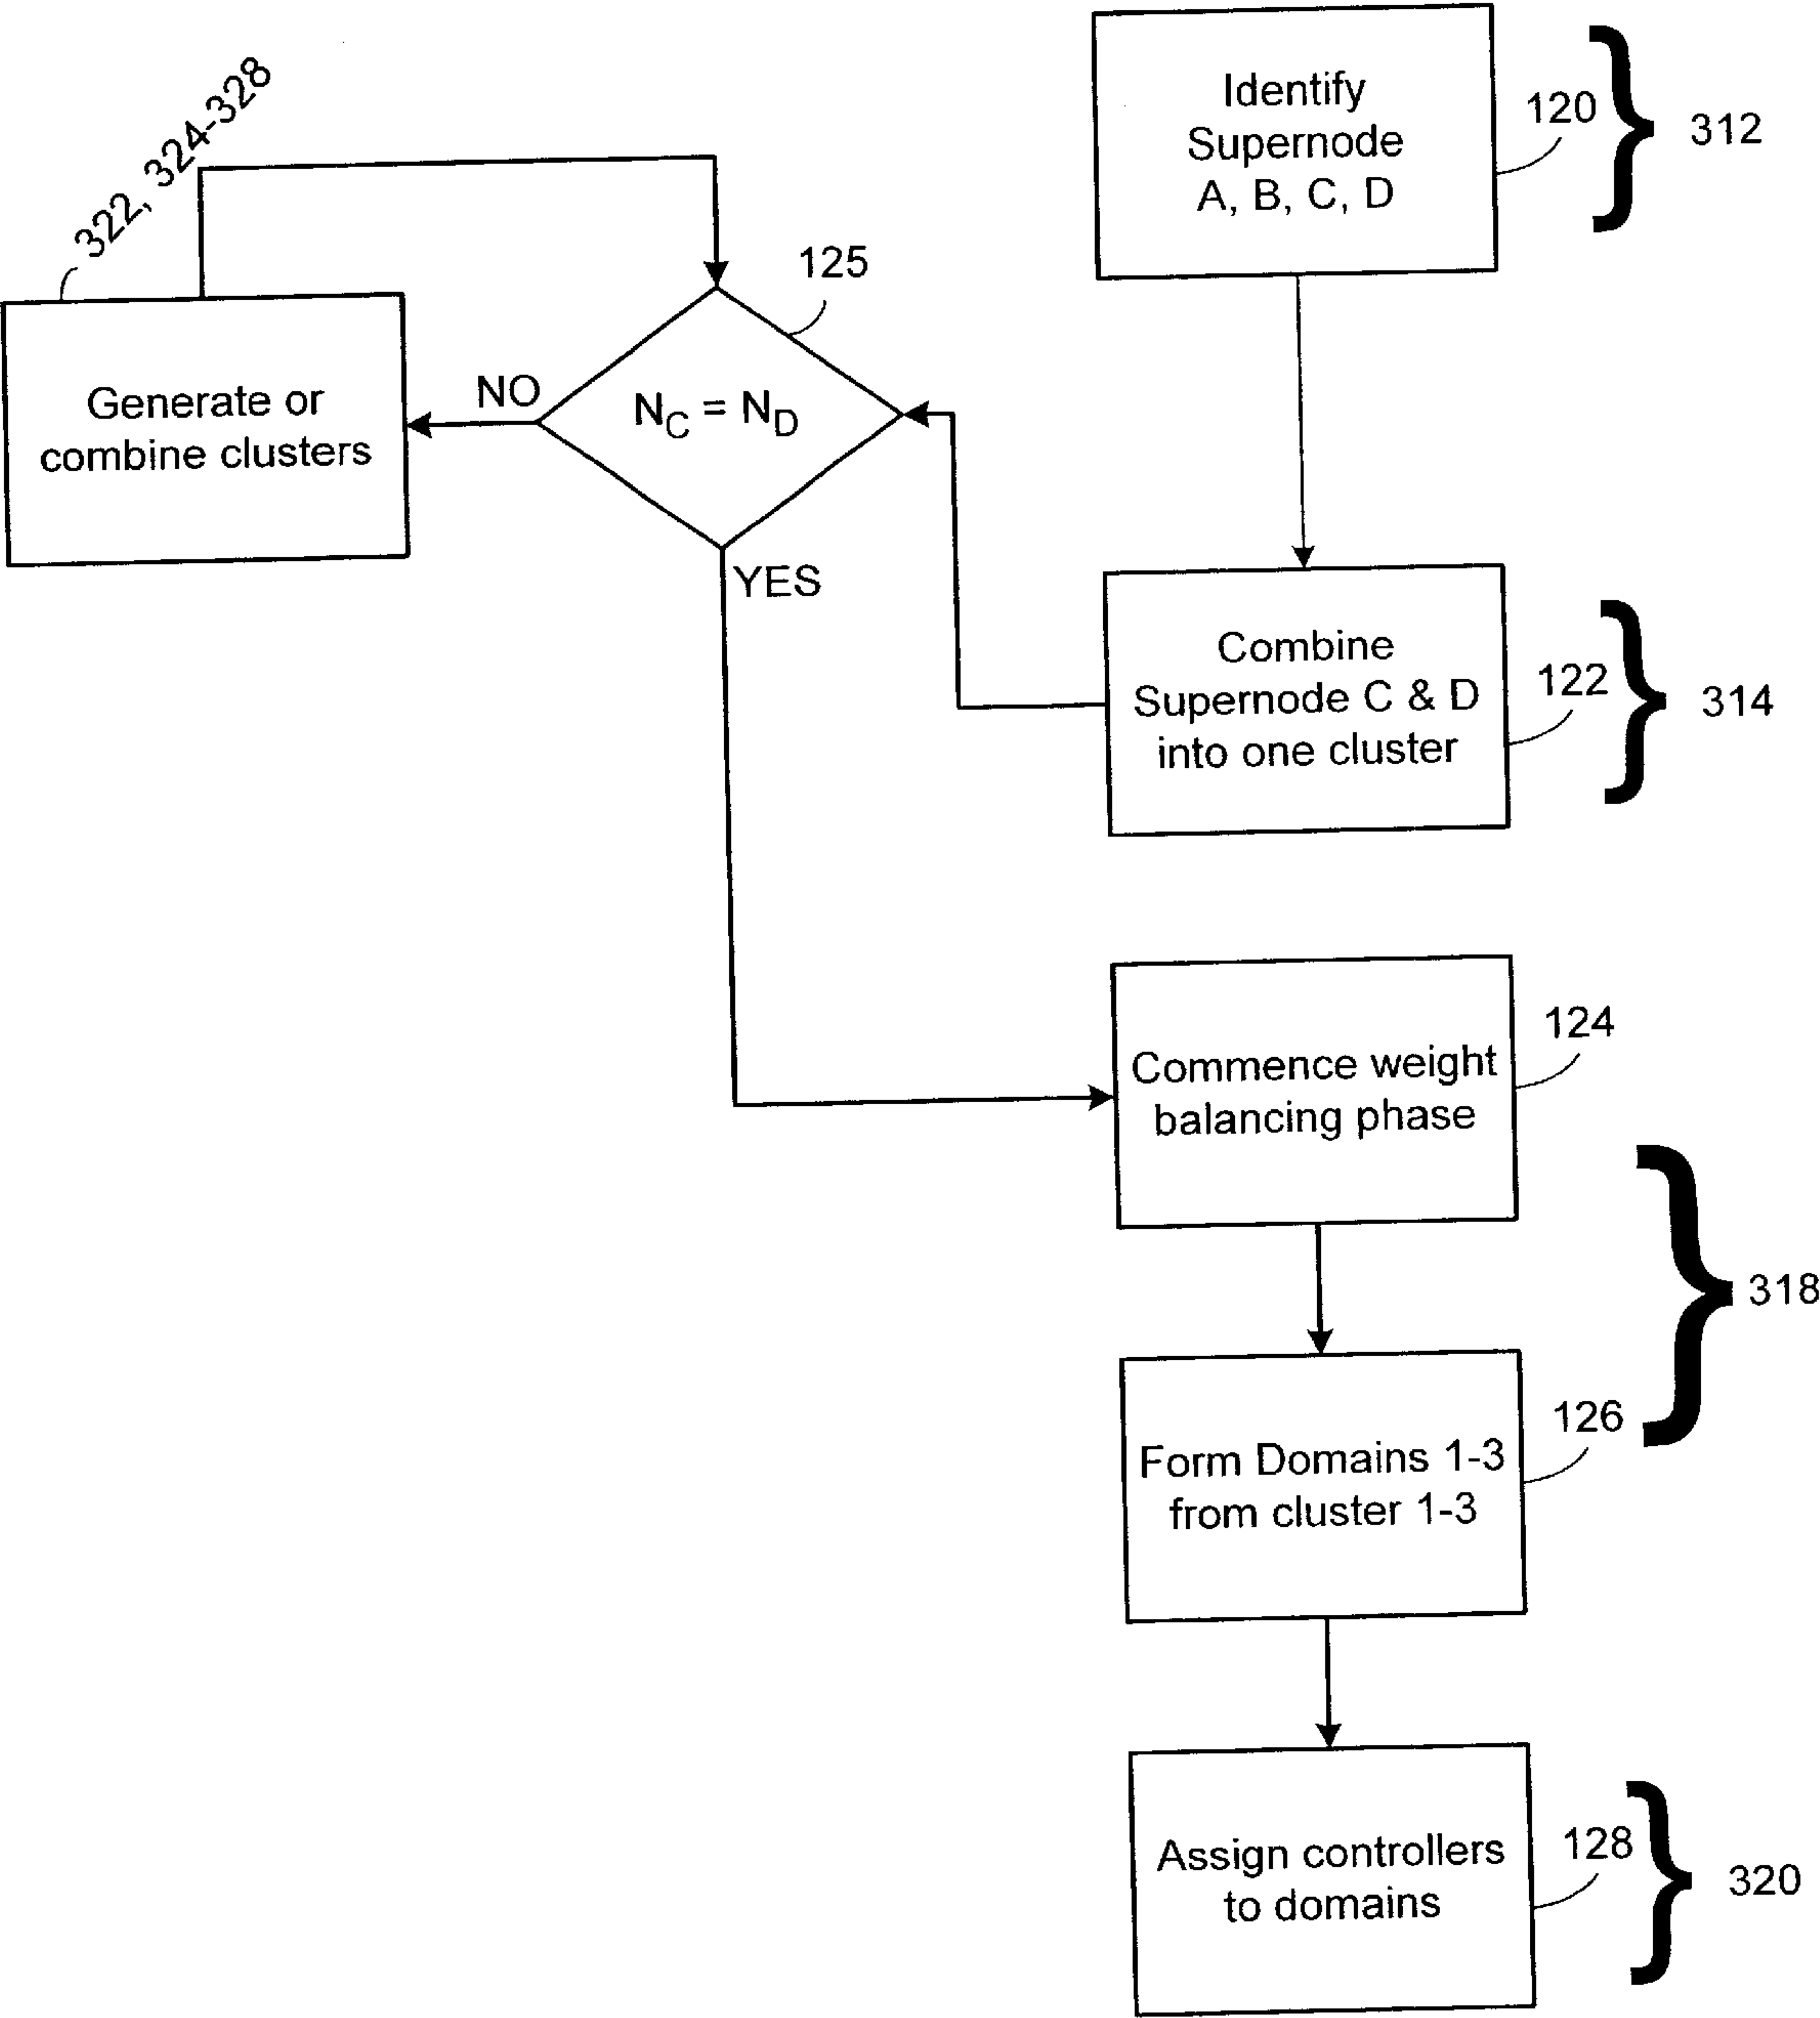 Identify
Supernode
A, B, C, D
120
312
322, 324-328
125
Generate or
combine clusters
NO
N_C = N_D
YES
Combine
Supernode C & D
into one cluster
122
314
Commence weight
balancing phase
124
318
Form Domains 1-3
from cluster 1-3
126
Assign controllers
to domains
128
320